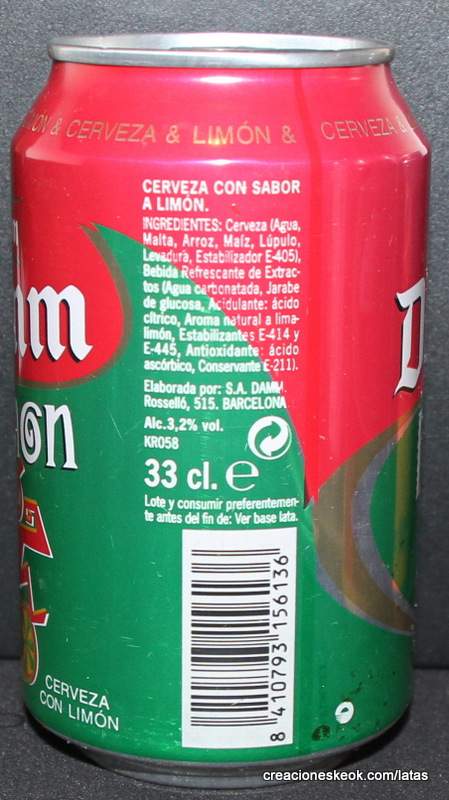 ÓN & CERVEZA & LIMÓN & CERVEZA &
CERVEZA CON SABOR
A LIMÓN.
INGREDIENTES: Cerveza (Agua,
Malta, Arroz, Maíz, Lúpulo,
Levadura, Estabilizador E-405),
Bebida Refrescante de Extrac-
tos (Agua carbonatada, Jarabe
de glucosa, Acidulante: ácido
cítrico, Aroma natural a lima-
limón, Estabilizantes E-414 y
E-445, Antioxidante: ácido
ascórbico, Conservante E-211).
Elaborada por: S.A. DAMM.
Rosselló, 515. BARCELONA
Alc.3,2% vol.
KR058
33 cl. e
Lote y consumir preferentemen-
te antes del fin de: Ver base lata.
8 410793 156136
mm
on
D
CERVEZA
CON LIMÓN
creacioneskeok.com/latas